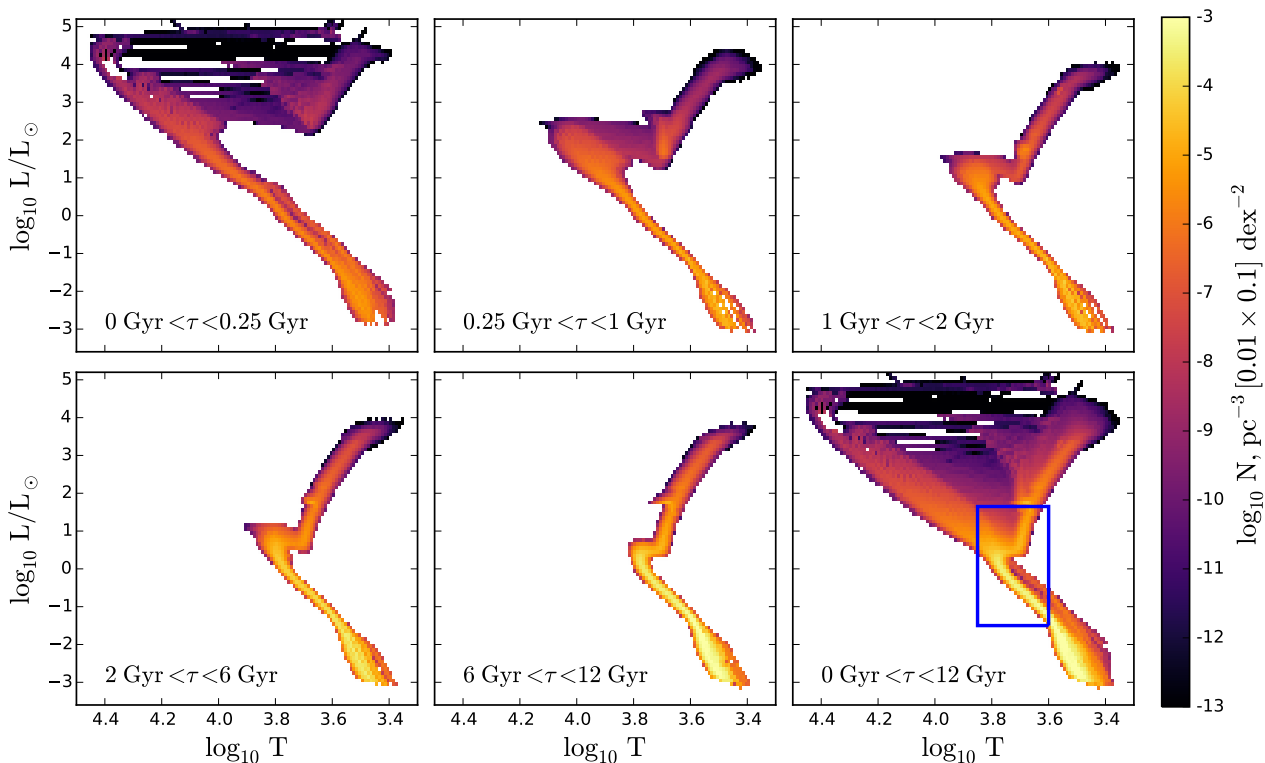 5
4
3
2
1
0
−1
−2
−3
log₁₀ L/L☉
0 Gyr<τ<0.25 Gyr
0.25 Gyr<τ<1 Gyr
1 Gyr<τ<2 Gyr
5
4
3
2
1
0
−1
−2
−3
log₁₀ L/L☉
2 Gyr<τ<6 Gyr
6 Gyr<τ<12 Gyr
0 Gyr<τ<12 Gyr
4.4 4.2 4.0 3.8 3.6 3.4
4.4 4.2 4.0 3.8 3.6 3.4
4.4 4.2 4.0 3.8 3.6 3.4
log₁₀ T
log₁₀ T
log₁₀ T
-3
-4
-5
-6
-7
-8
-9
-10
-11
-12
-13
log₁₀ N, pc⁻³ [0.01 × 0.1] dex⁻²